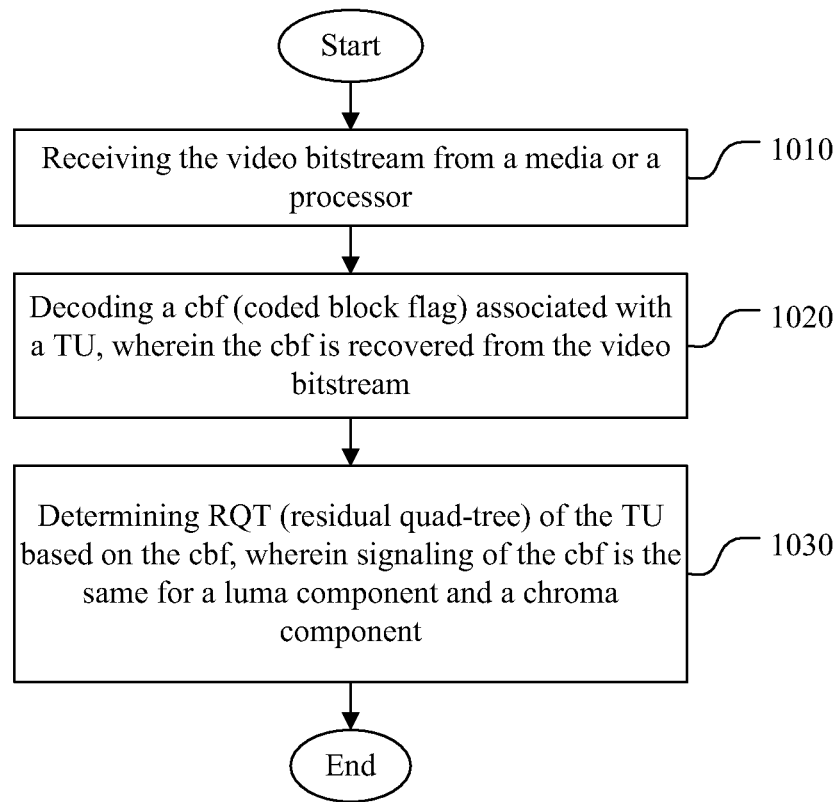 Start
Receiving the video bitstream from a media or a
processor
1010
Decoding a cbf (coded block flag) associated with
a TU, wherein the cbf is recovered from the video
bitstream
1020
Determining RQT (residual quad-tree) of the TU
based on the cbf, wherein signaling of the cbf is the
same for a luma component and a chroma
component
1030
End